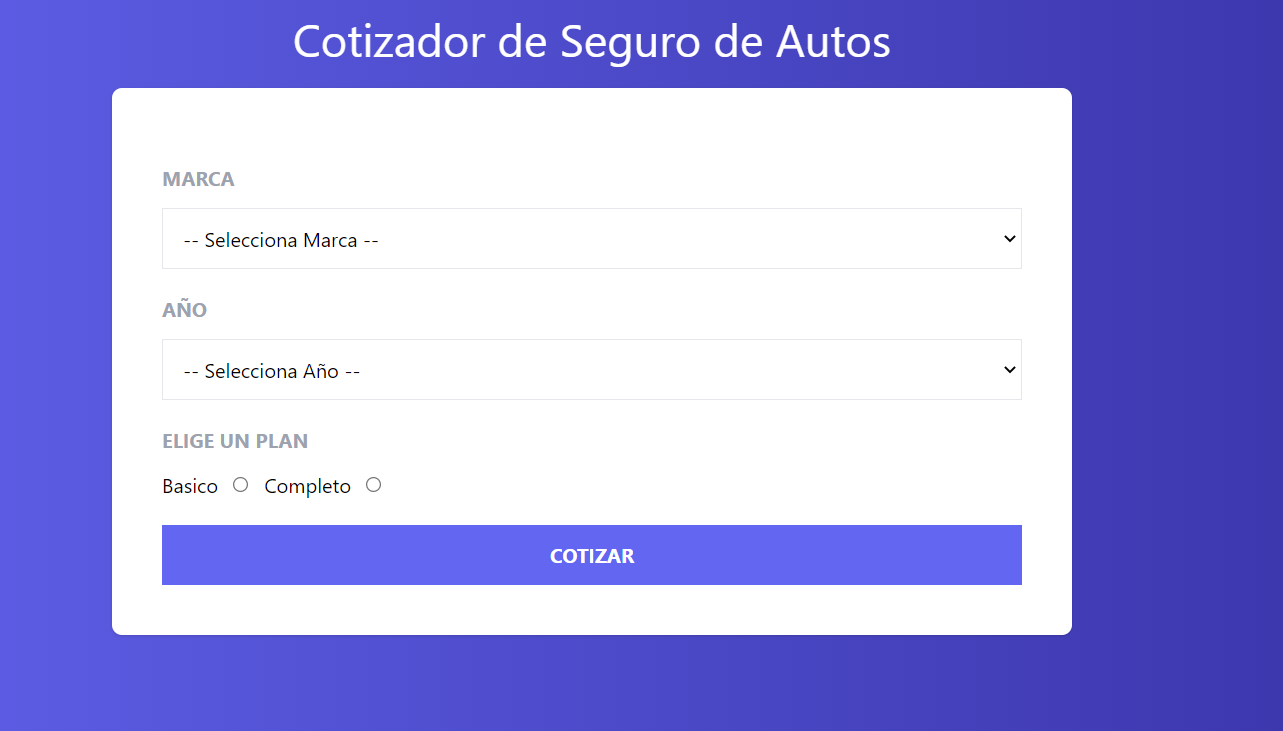 Cotizador de Seguro de Autos
MARCA
-- Selecciona Marca --
AÑO
-- Selecciona Año --
ELIGE UN PLAN
Basico Completo
COTIZAR